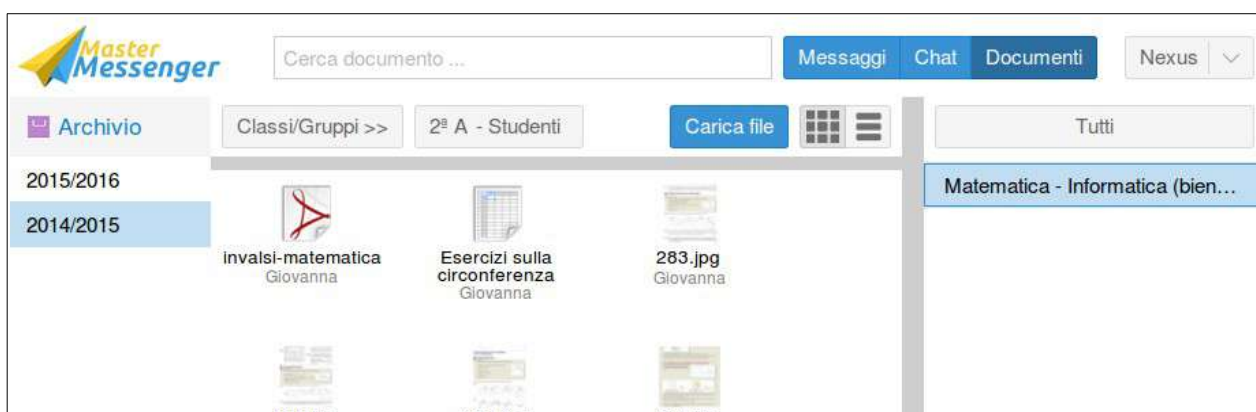 Master
Messenger
Cerca documento ...
Messaggi
Chat
Documenti
Nexus
Archivio
Classi/Gruppi >>
2ª A - Studenti
Carica file
Tutti
2015/2016
2014/2015
Matematica - Informatica (bien...
invalsi-matematica
Giovanna
Esercizi sulla
circonferenza
Giovanna
283.jpg
Giovanna